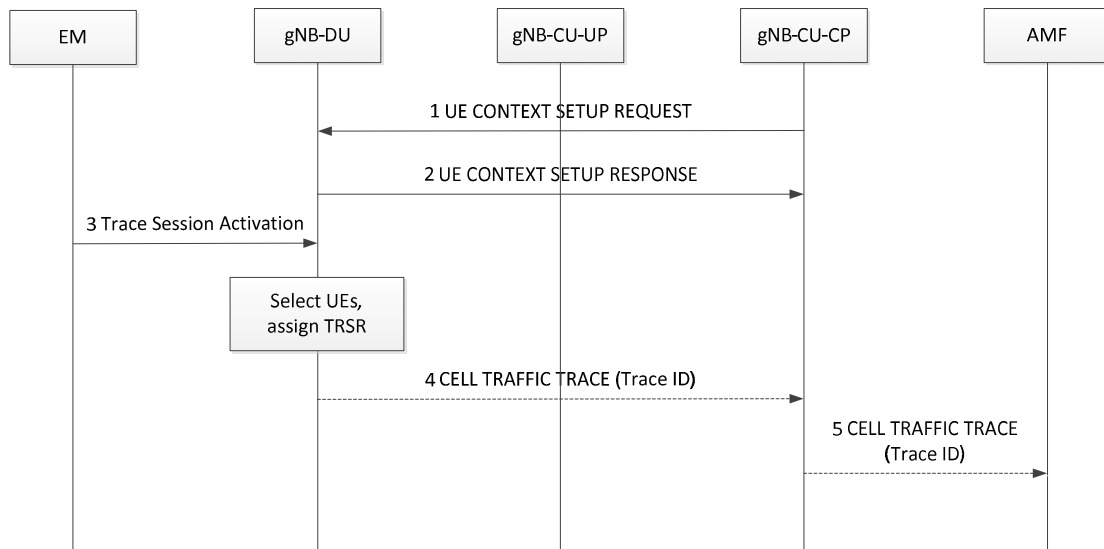 EM
gNB-DU
gNB-CU-UP
gNB-CU-CP
AMF
1 UE CONTEXT SETUP REQUEST
2 UE CONTEXT SETUP RESPONSE
3 Trace Session Activation
Select UEs,
assign TRSR
4 CELL TRAFFIC TRACE (Trace ID)
5 CELL TRAFFIC TRACE
(Trace ID)